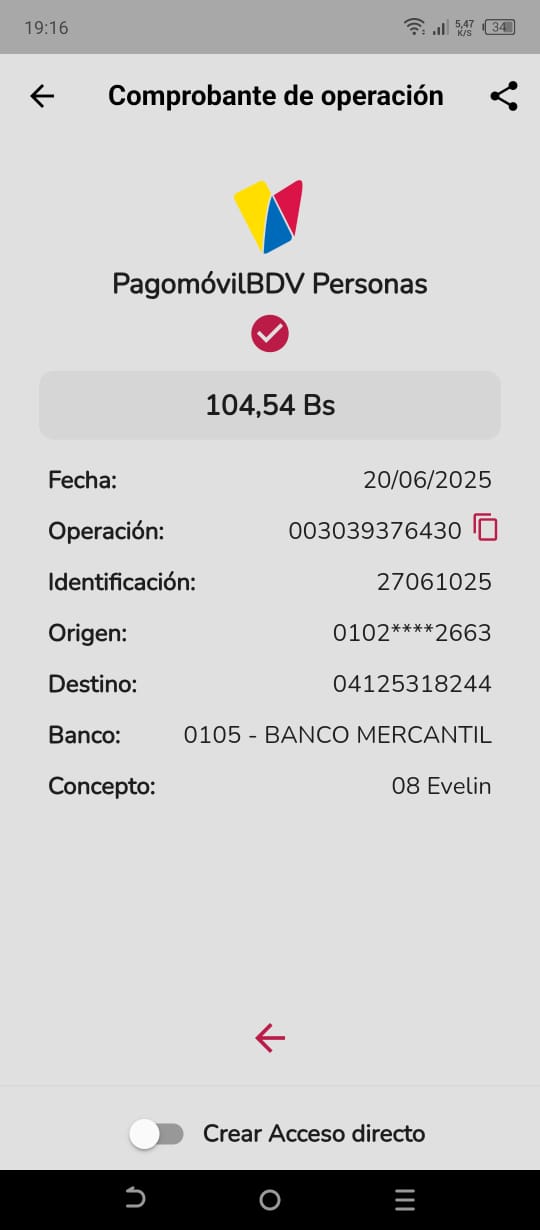 19:16
5,47
K/S
34
Comprobante de operación
PagomóvilBDV Personas
104,54 Bs
Fecha: 20/06/2025
Operación: 003039376430
Identificación: 27061025
Origen: 0102****2663
Destino: 04125318244
Banco: 0105 - BANCO MERCANTIL
Concepto: 08 Evelin
Crear Acceso directo